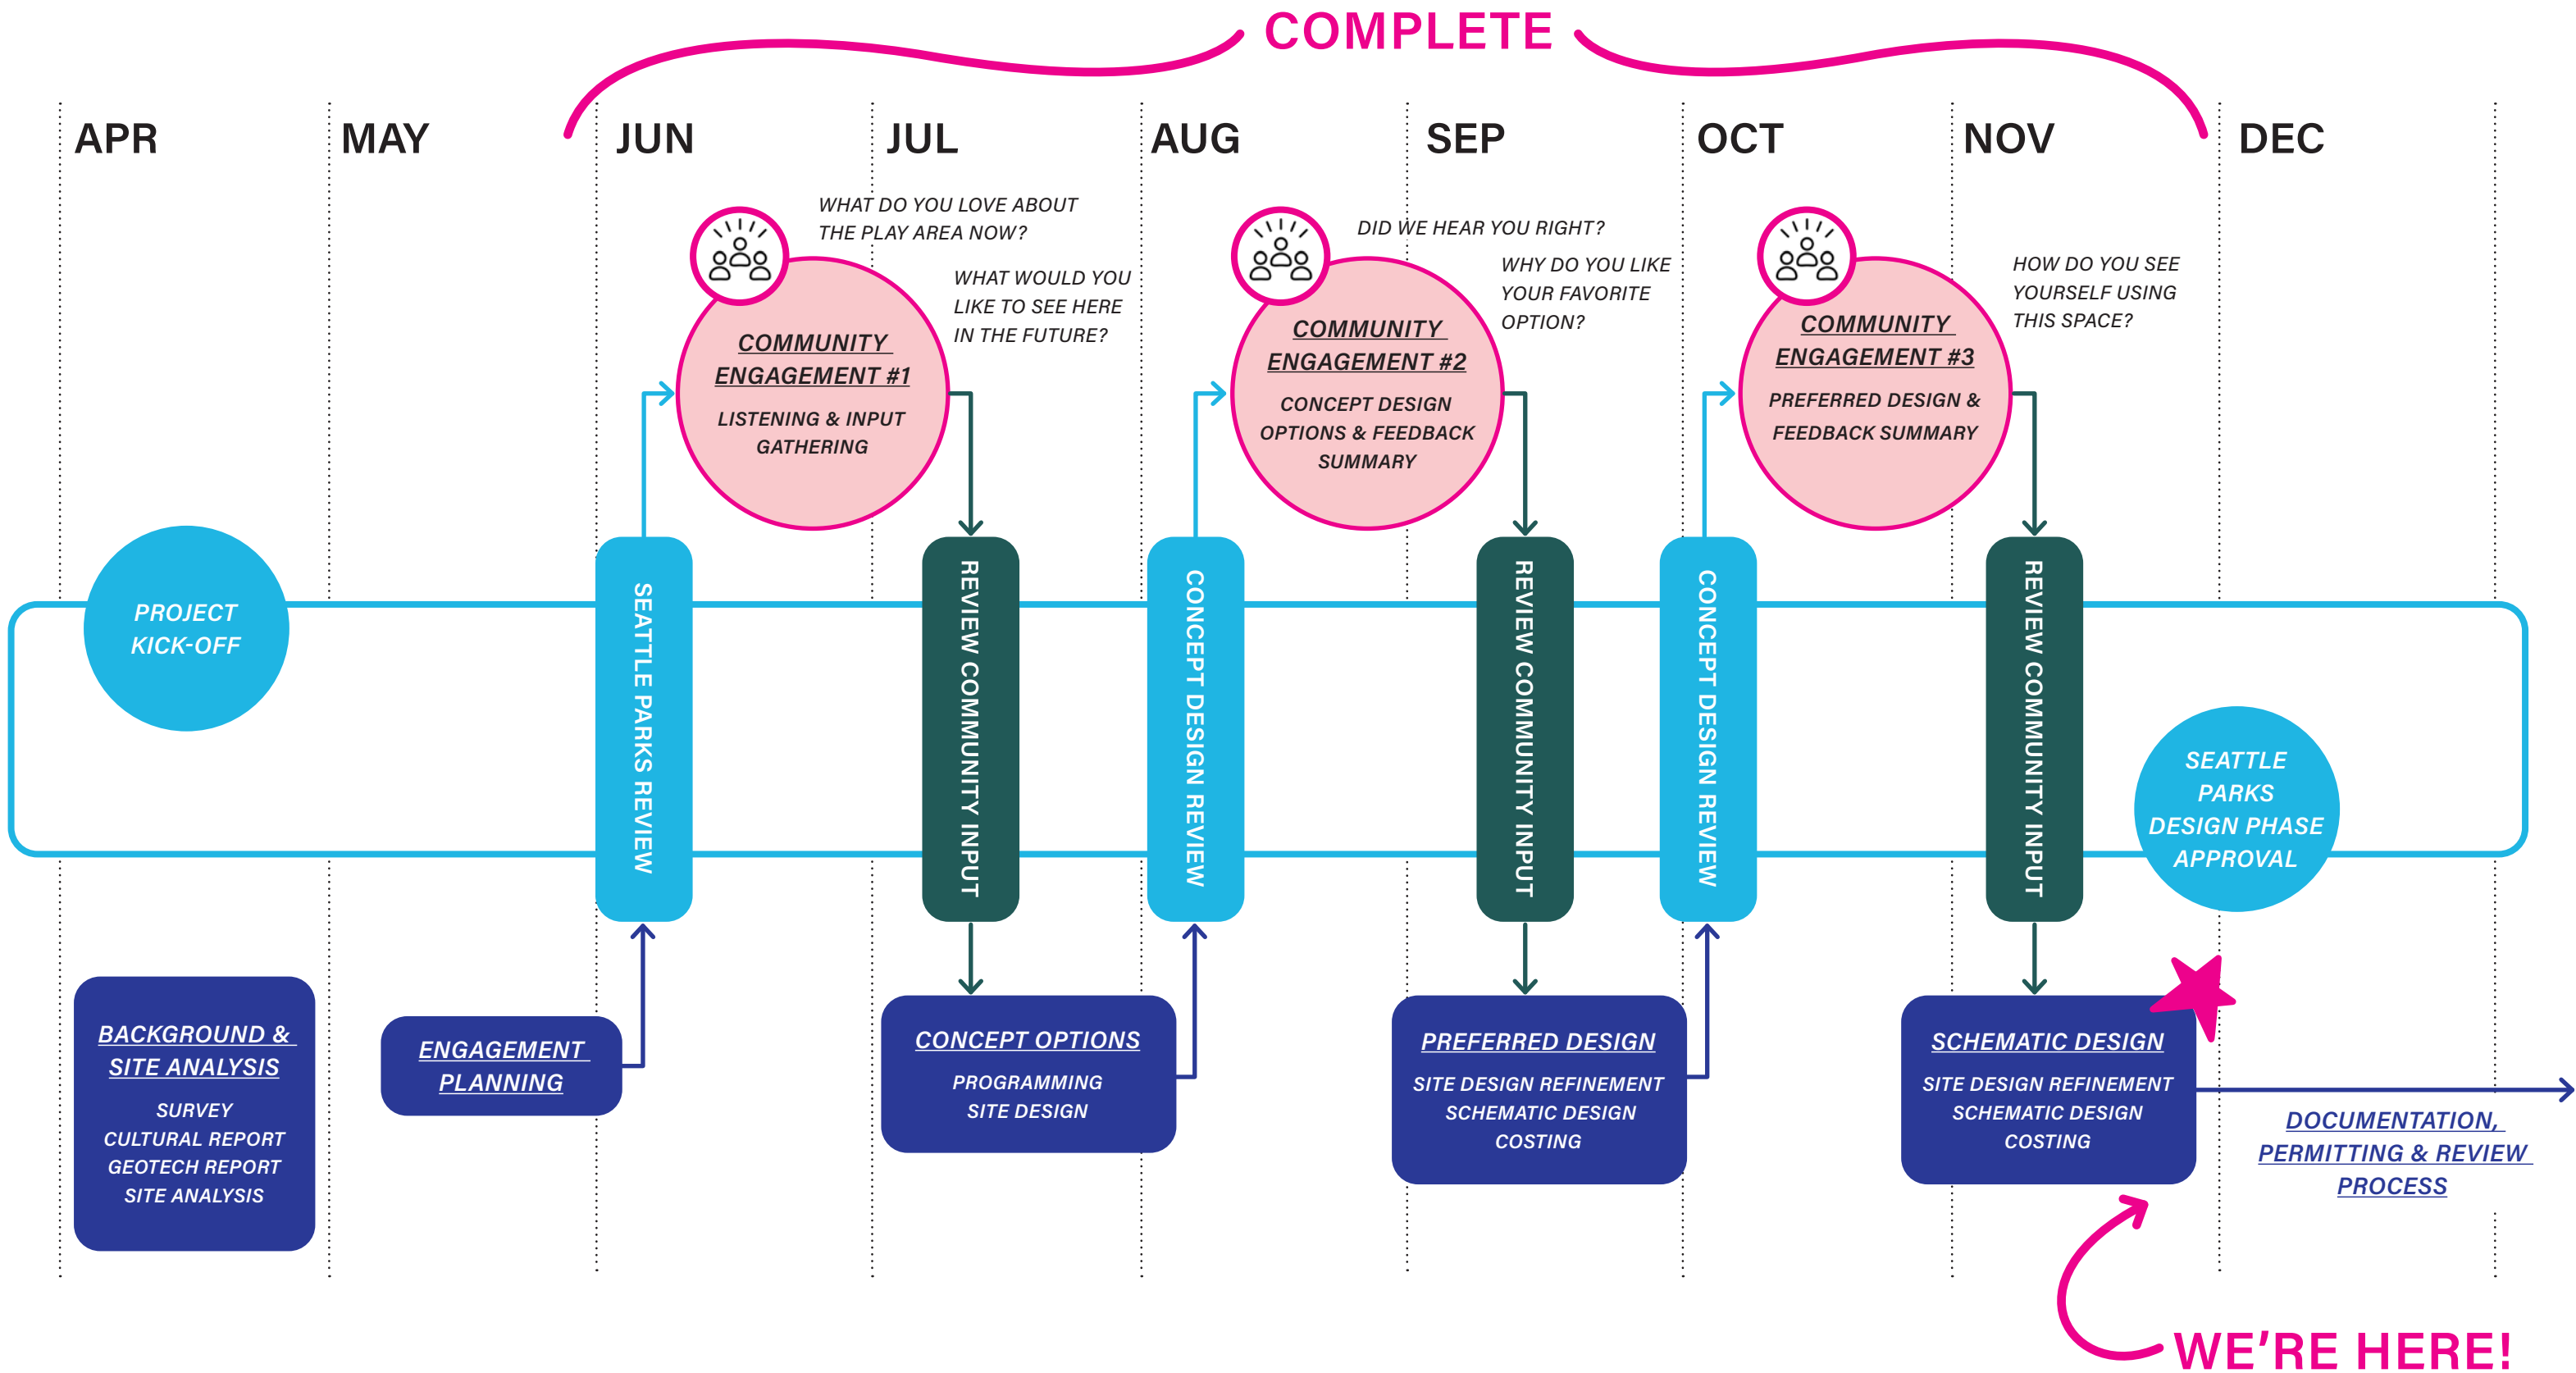 COMPLETE
APR
MAY
JUN
JUL
AUG
SEP
OCT
NOV
DEC
WHAT DO YOU LOVE ABOUT
THE PLAY AREA NOW?
WHAT WOULD YOU
LIKE TO SEE HERE
IN THE FUTURE?
COMMUNITY
ENGAGEMENT #1
LISTENING & INPUT
GATHERING
DID WE HEAR YOU RIGHT?
WHY DO YOU LIKE
YOUR FAVORITE
OPTION?
COMMUNITY
ENGAGEMENT #2
CONCEPT DESIGN
OPTIONS & FEEDBACK
SUMMARY
HOW DO YOU SEE
YOURSELF USING
THIS SPACE?
COMMUNITY
ENGAGEMENT #3
PREFERRED DESIGN &
FEEDBACK SUMMARY
PROJECT
KICK-OFF
SEATTLE PARKS REVIEW
REVIEW COMMUNITY INPUT
CONCEPT DESIGN REVIEW
REVIEW COMMUNITY INPUT
CONCEPT DESIGN REVIEW
REVIEW COMMUNITY INPUT
SEATTLE
PARKS
DESIGN PHASE
APPROVAL
BACKGROUND &
SITE ANALYSIS
SURVEY
CULTURAL REPORT
GEOTECH REPORT
SITE ANALYSIS
ENGAGEMENT
PLANNING
CONCEPT OPTIONS
PROGRAMMING
SITE DESIGN
PREFERRED DESIGN
SITE DESIGN REFINEMENT
SCHEMATIC DESIGN
COSTING
SCHEMATIC DESIGN
SITE DESIGN REFINEMENT
SCHEMATIC DESIGN
COSTING
DOCUMENTATION,
PERMITTING & REVIEW
PROCESS
WE'RE HERE!